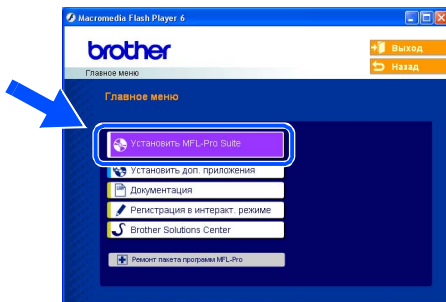 Macromedia Flash Player 6
brother
Выход
Назад
Главное меню
Главное меню
Установить MFL-Pro Suite
Установить доп. приложения
Документация
Регистрация в интеракт. режиме
Brother Solutions Center
Ремонт пакета программ MFL-Pro